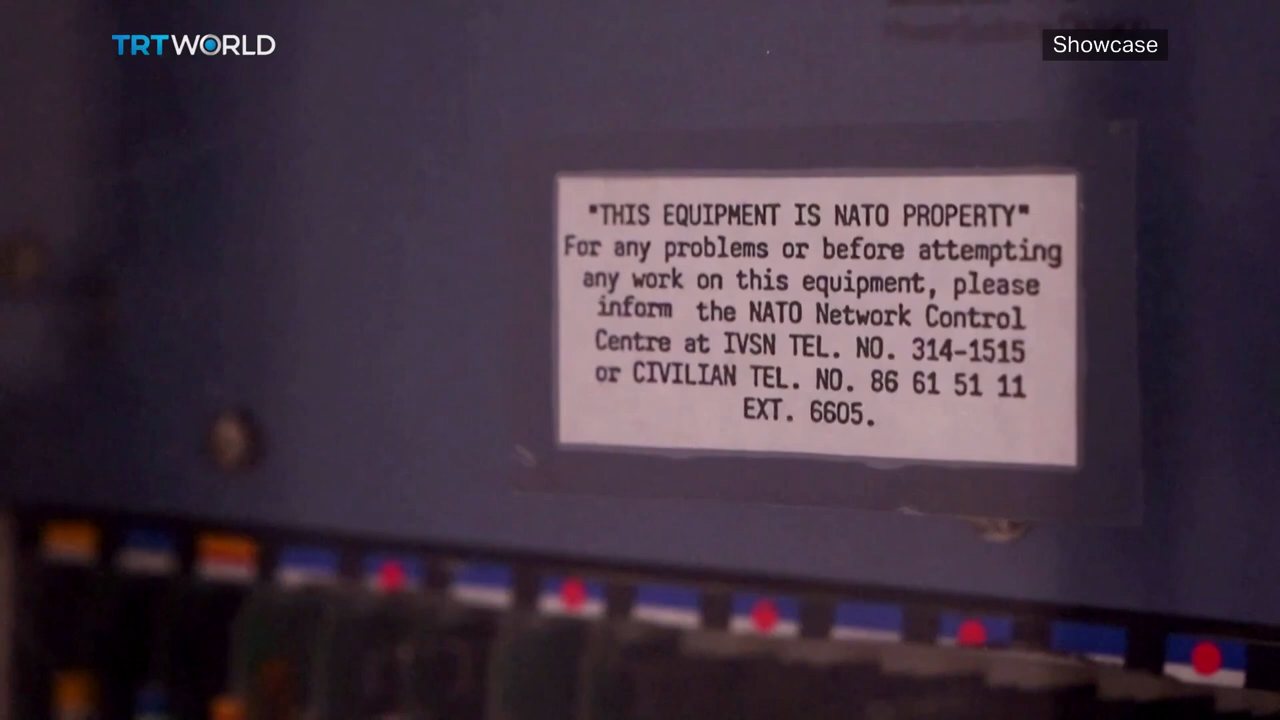 TRT WORLD
Showcase
"THIS EQUIPMENT IS NATO PROPERTY"
For any problems or before attempting
any work on this equipment, please
inform the NATO Network Control
Centre at IVSN TEL. NO. 314-1515
or CIVILIAN TEL. NO. 86 61 51 11
EXT. 6605.